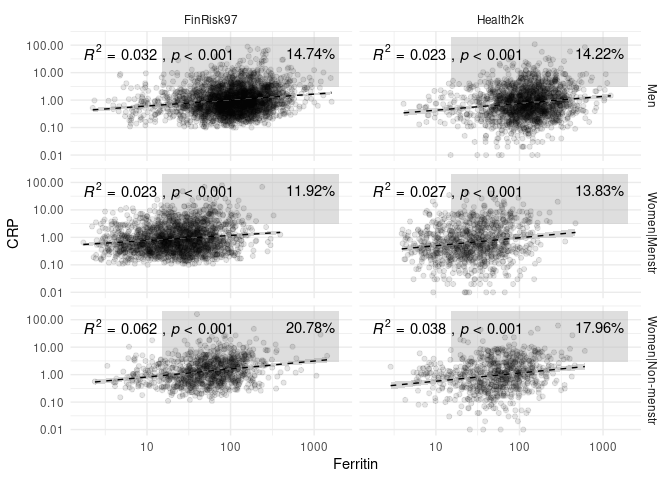 FinRisk97 Health2k
100.00 R² = 0.032 , p < 0.001 14.74% R² = 0.023 , p < 0.001 14.22%
10.00
1.00
0.10
0.01
Men
100.00 R² = 0.023 , p < 0.001 11.92% R² = 0.027 , p < 0.001 13.83%
10.00
1.00
0.10
0.01
Women|Menstr
CRP
100.00 R² = 0.062 , p < 0.001 20.78% R² = 0.038 , p < 0.001 17.96%
10.00
1.00
0.10
0.01
Women|Non-menstr
10 100 1000 10 100 1000
Ferritin